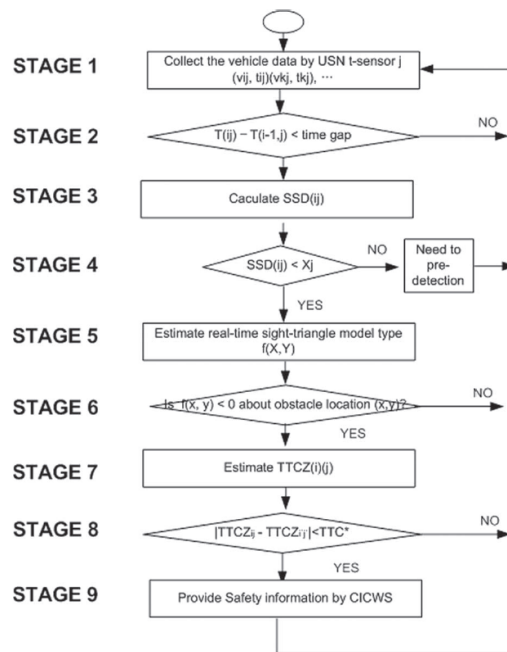 STAGE 1
Collect the vehicle data by USN t-sensor j
(vij, tij)(vkj, tkj), ...
STAGE 2
T(ij) – T(i-1,j) < time gap
NO
STAGE 3
Caculate SSD(ij)
STAGE 4
SSD(ij) < Xj
NO
Need to
pre-
detection
YES
STAGE 5
Estimate real-time sight-triangle model type
f(X,Y)
STAGE 6
Is f(x, y) < 0 about obstacle location (x,y)?
NO
YES
STAGE 7
Estimate TTCZ(i)(j)
STAGE 8
|TTCZij - TTCZi'j'|<TTC*
NO
YES
STAGE 9
Provide Safety information by CICWS